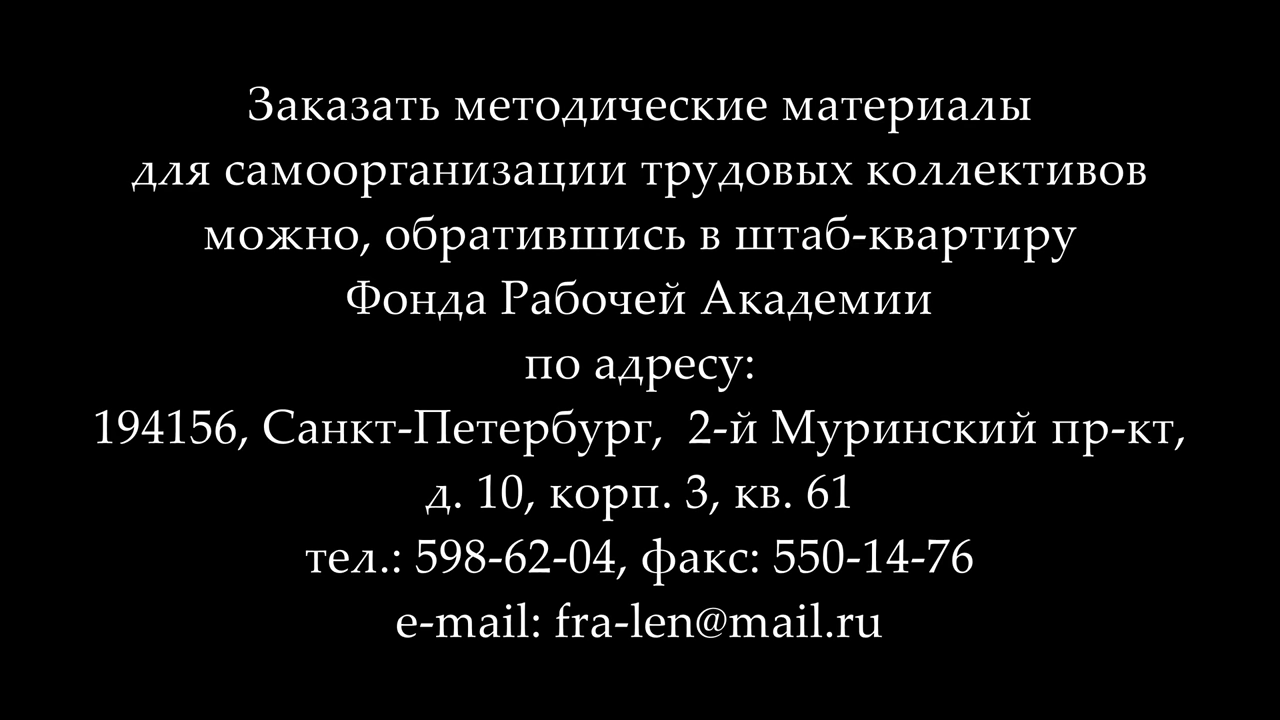 Заказать методические материалы
для самоорганизации трудовых коллективов
можно, обратившись в штаб-квартиру
Фонда Рабочей Академии
по адресу:
194156, Санкт-Петербург, 2-й Муринский пр-кт,
д. 10, корп. 3, кв. 61
тел.: 598-62-04, факс: 550-14-76
e-mail: fra-len@mail.ru